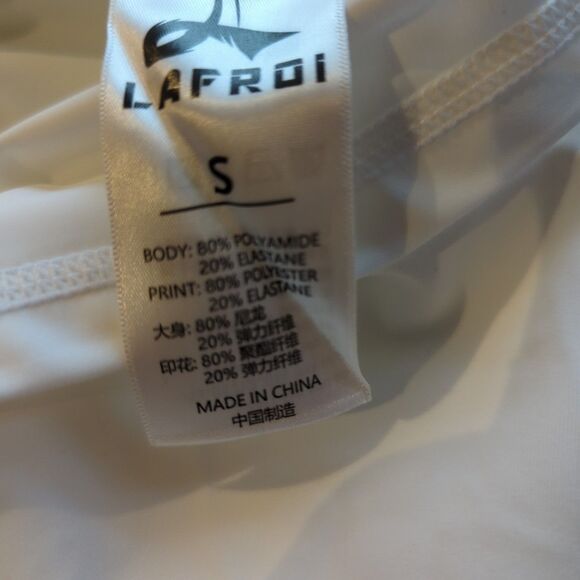 LAFROI
S
BODY: 80% POLYAMIDE
20% ELASTANE
PRINT: 80% POLYESTER
20% ELASTANE
大身: 80% 尼龙
20% 弹力纤维
印花: 80% 聚酯纤维
20% 弹力纤维
MADE IN CHINA
中国制造